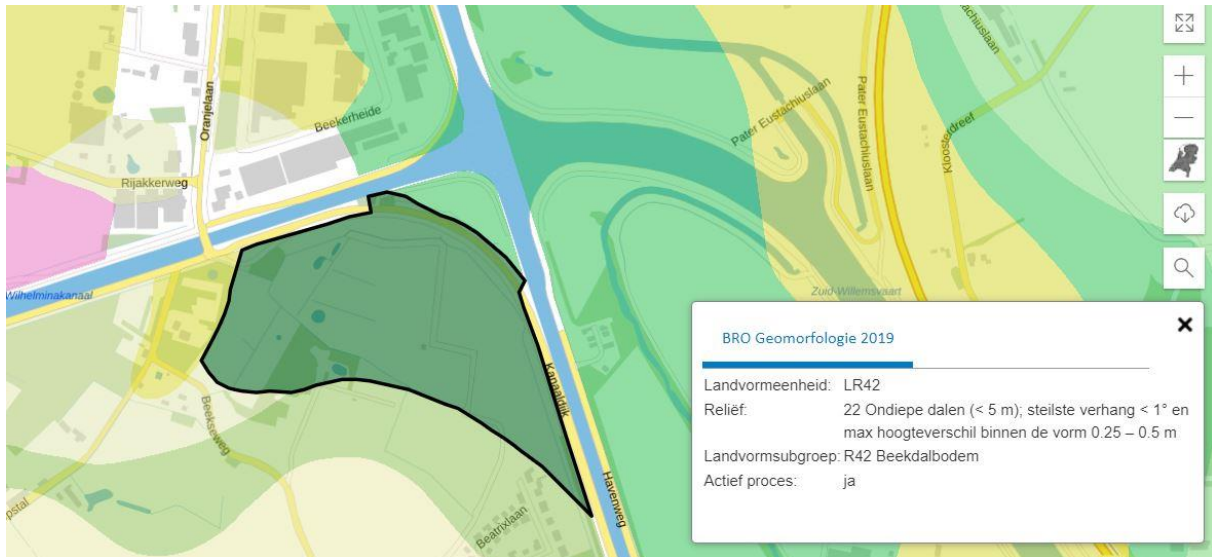 Oranjelaan
Beekerheide
Rijakkerweg
Wilhelminakanaal
Pater Eustachiuslaan
Pater Eustachiuslaan
Kloosterdreef
Zuid-Willemsvaart
Kanaaldijk
Havenweg
Beekseweg
Beatrixlaan
BRO Geomorfologie 2019
Landvormeenheid: LR42
Reliëf: 22 Ondiepe dalen (< 5 m); steilste verhang < 1° en
max hoogteverschil binnen de vorm 0.25 – 0.5 m
Landvormsubgroep: R42 Beekdalbodem
Actief proces: ja